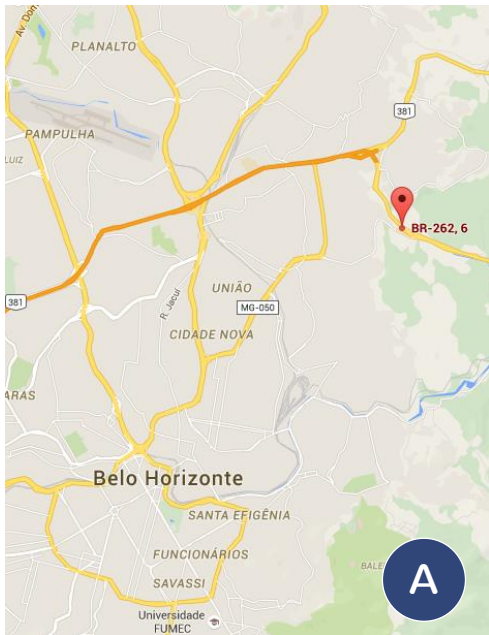 Av. Dom
PLANALTO
381
PAMPULHA
LUIZ
BR-262, 6
UNIÃO
381
R. Jacuí
MG-050
CIDADE NOVA
ARAS
Belo Horizonte
SANTA EFIGÊNIA
FUNCIONÁRIOS
BALE
A
SAVASSI
Universidade
FUMEC